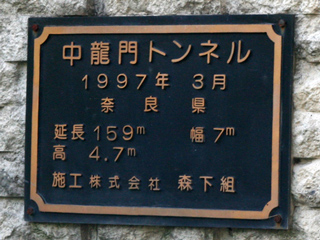 中龍門トンネル
1997年 3月
奈良県
延長 159m 幅 7m
高 4.7m
施工 株式会社 森下組